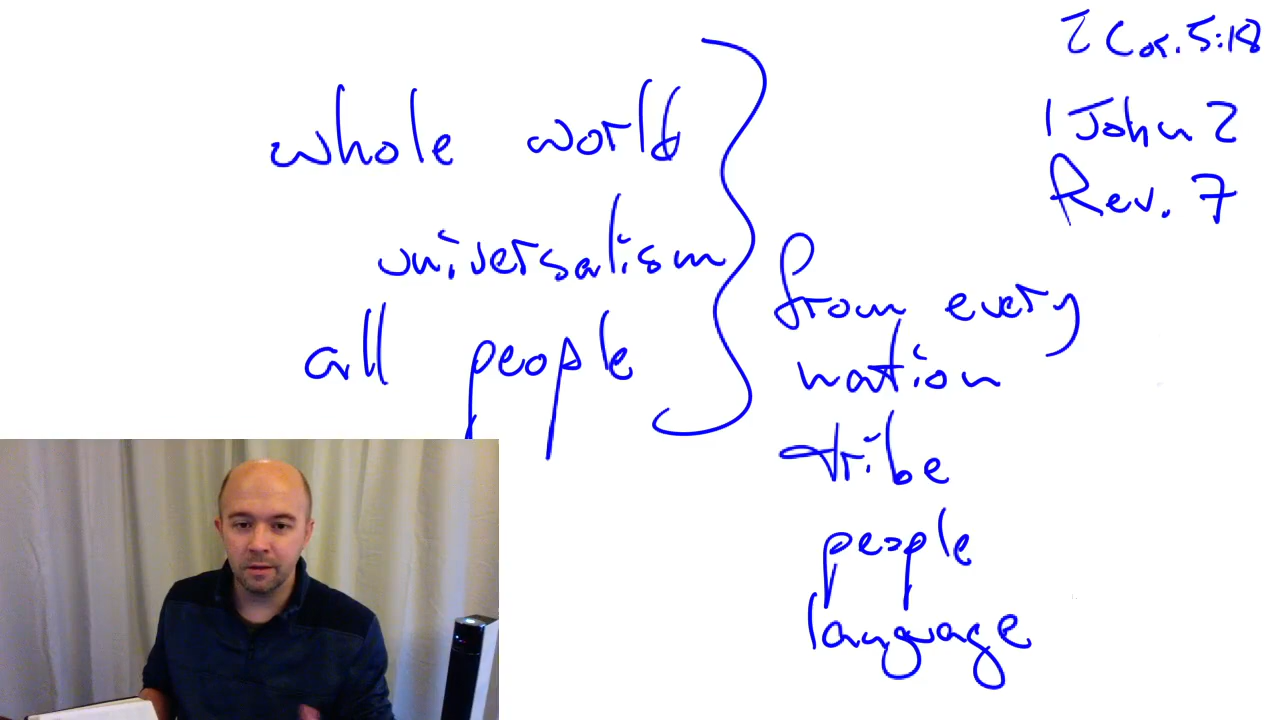 whole world
universalism
all people
from every
nation
tribe
people
language
2 Cor. 5:18
1 John 2
Rev. 7